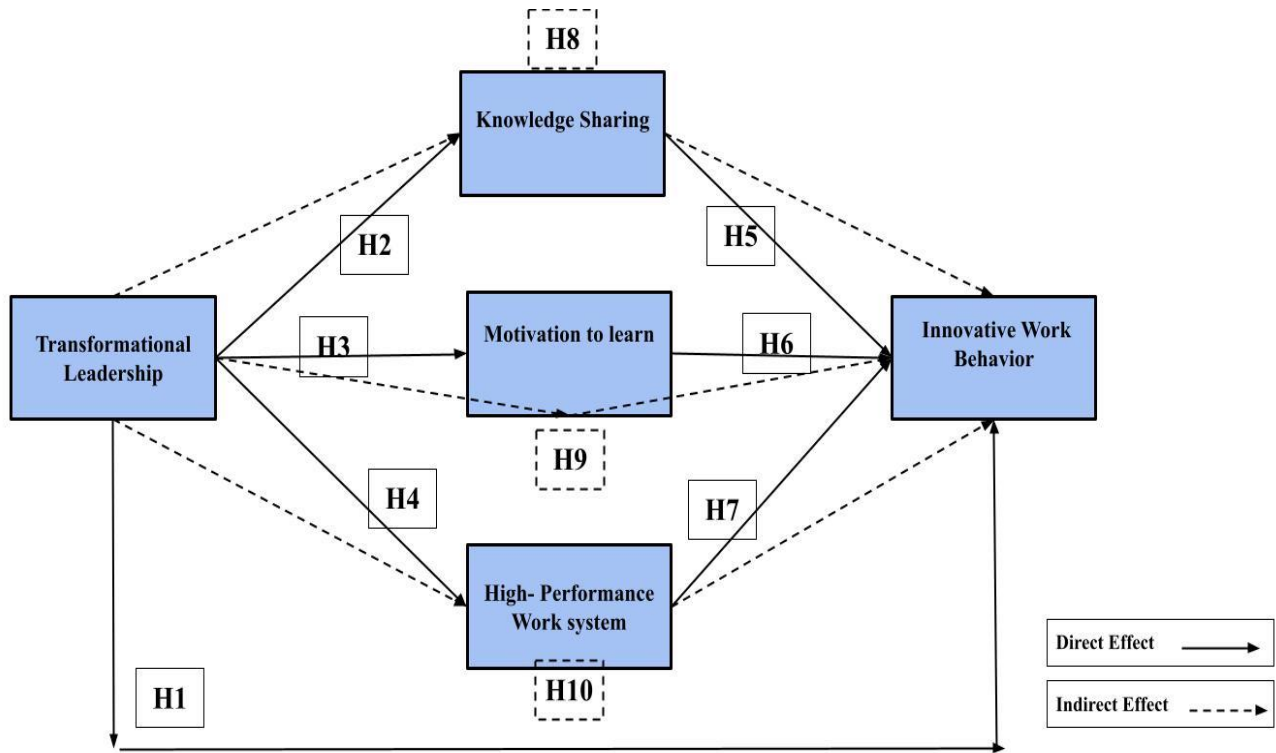 H8
Knowledge Sharing
H2
H5
Transformational
Leadership
H3
Motivation to learn
H6
Innovative Work
Behavior
H9
H4
H7
High- Performance
Work system
H10
H1
Direct Effect
Indirect Effect